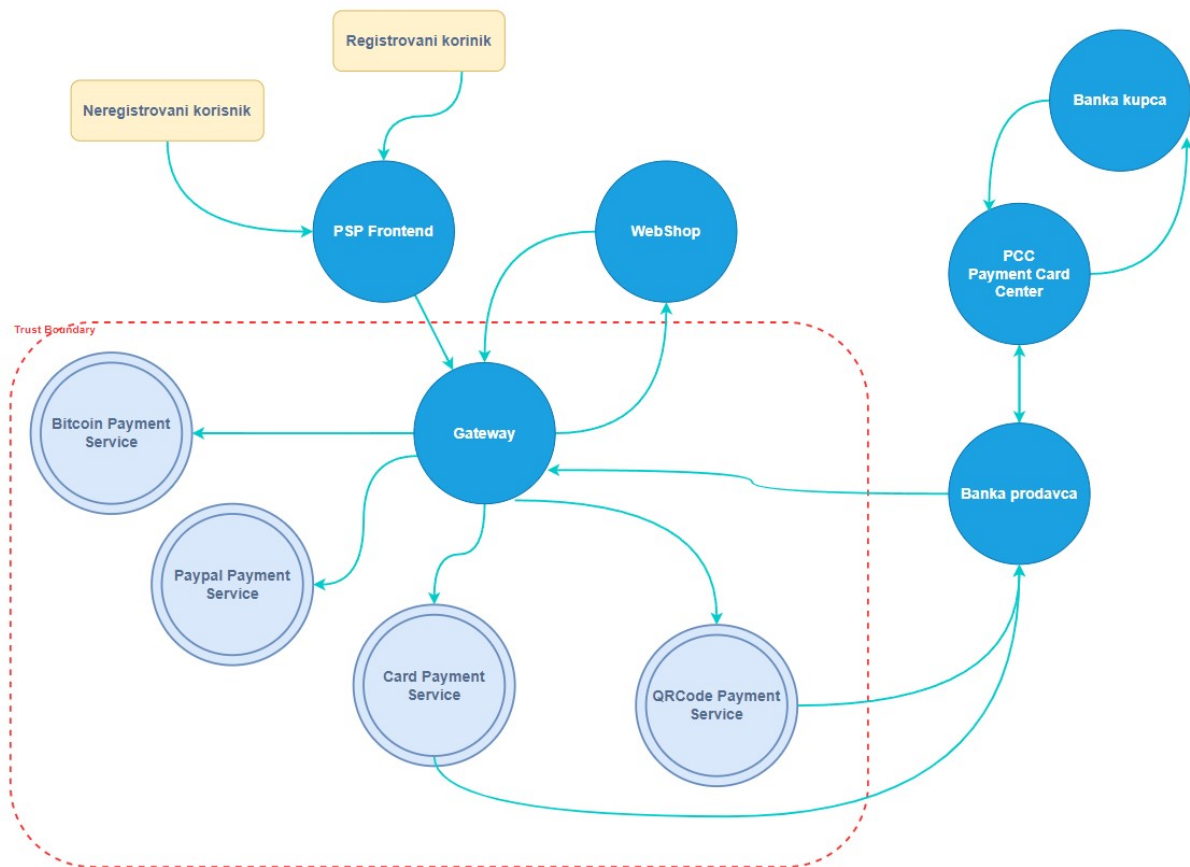 Registrovani korinik
Neregistrovani korisnik
Banka kupca
PSP Frontend
WebShop
PCC
Payment Card
Center
Trust Boundary
Bitcoin Payment
Service
Gateway
Banka prodavca
Paypal Payment
Service
Card Payment
Service
QRCode Payment
Service